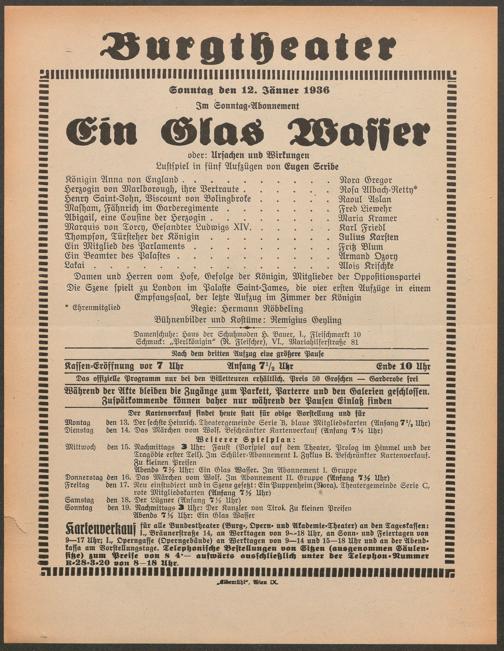 Burgtheater
Sonntag den 12. Jänner 1936
Im Sonntag-Abonnement
Ein Glas Wasser
oder: Ursachen und Wirkungen
Lustspiel in fünf Aufzügen von Eugen Scribe
Königin Anna von England . . . . . . . . . . Nora Gregor
Herzogin von Marlborough, ihre Vertraute . . . . . . . . Rosa Albach-Retty*
Henry Saint-John, Viscount von Bolingbroke . . . . . . . . Raoul Aslan
Masham, Fähnrich im Garderegimente . . . . . . . . Fred Liewehr
Abigail, eine Cousine der Herzogin . . . . . . . . Maria Kramer
Marquis von Torcy, Gesandter Ludwigs XIV. . . . . . . . Karl Friedl
Thompson, Türsteher der Königin . . . . . . . . Julius Karsten
Ein Mitglied des Parlaments . . . . . . . . Fritz Blum
Ein Beamter des Palastes . . . . . . . . Armand Ozory
Lakai . . . . . . . . Alois Krischke
Damen und Herren vom Hofe, Gefolge der Königin, Mitglieder der Oppositionspartei
Die Szene spielt zu London im Palaste Saint-James, die vier ersten Aufzüge in einem
Empfangssaal, der letzte Aufzug im Zimmer der Königin
* Ehrenmitglied Regie: Hermann Röbbeling
Bühnenbilder und Kostüme: Remigius Geyling
Damenschuhe: Haus der Schuhmoden H. Bauer, I., Fleischmarkt 10
Schmuck: „Perlkönigin“ (R. Fleischer), VI., Mariahilferstraße 81
Nach dem dritten Aufzug eine größere Pause
Kassen-Eröffnung vor 7 Uhr Anfang 7½ Uhr Ende 10 Uhr
Das offizielle Programm nur bei den Billetteuren erhältlich, Preis 50 Groschen — Garderobe frei
Während der Akte bleiben die Zugänge zum Parkett, Parterre und den Galerien geschlossen.
Zuspätkommende können daher nur während der Pausen Einlaß finden
Der Kartenverkauf findet heute statt für obige Vorstellung und für
Montag den 13. Der sechste Heinrich. Theatergemeinde Serie B, blaue Mitgliedskarten (Anfang 7½ Uhr)
Dienstag den 14. Das Märchen vom Wolf. Beschränkter Kartenverkauf (Anfang 7½ Uhr)
Weiterer Spielplan:
Mittwoch den 15. Nachmittags 3 Uhr: Faust (Vorspiel auf dem Theater, Prolog im Himmel und der
Tragödie erster Teil). Im Schüler-Abonnement I. Zyklus B. Beschränkter Kartenverkauf.
Zu kleinen Preisen
Abends 7½ Uhr: Ein Glas Wasser. Im Abonnement I. Gruppe
Donnerstag den 16. Das Märchen vom Wolf. Im Abonnement II. Gruppe (Anfang 7½ Uhr)
Freitag den 17. Neu einstudiert und in Szene gesetzt: Ein Puppenheim (Nora). Theatergemeinde Serie C,
rote Mitgliedskarten (Anfang 7½ Uhr)
Samstag den 18. Der Lügner (Anfang 7½ Uhr)
Sonntag den 19. Nachmittags 3 Uhr: Der Kanzler von Tirol. Zu kleinen Preisen
Abends 7½ Uhr: Ein Glas Wasser
Kartenverkauf für alle Bundestheater (Burg-, Opern- und Akademie-Theater) an den Tageskassen:
I., Bräunerstraße 14, an Werktagen von 9—18 Uhr, an Sonn- und Feiertagen von
9—17 Uhr; I., Operngasse (Operngebäude) an Werktagen von 9—14 und 15—18 Uhr und an der Abend-
kassa am Vorstellungstag. Telephonische Bestellungen von Sitzen (ausgenommen Säulen-
sitze) zum Preise von S 4·— aufwärts ausschließlich unter der Telephon-Nummer
R-28-3-20 von 8—18 Uhr.
„Elbemühl“, Wien IX.